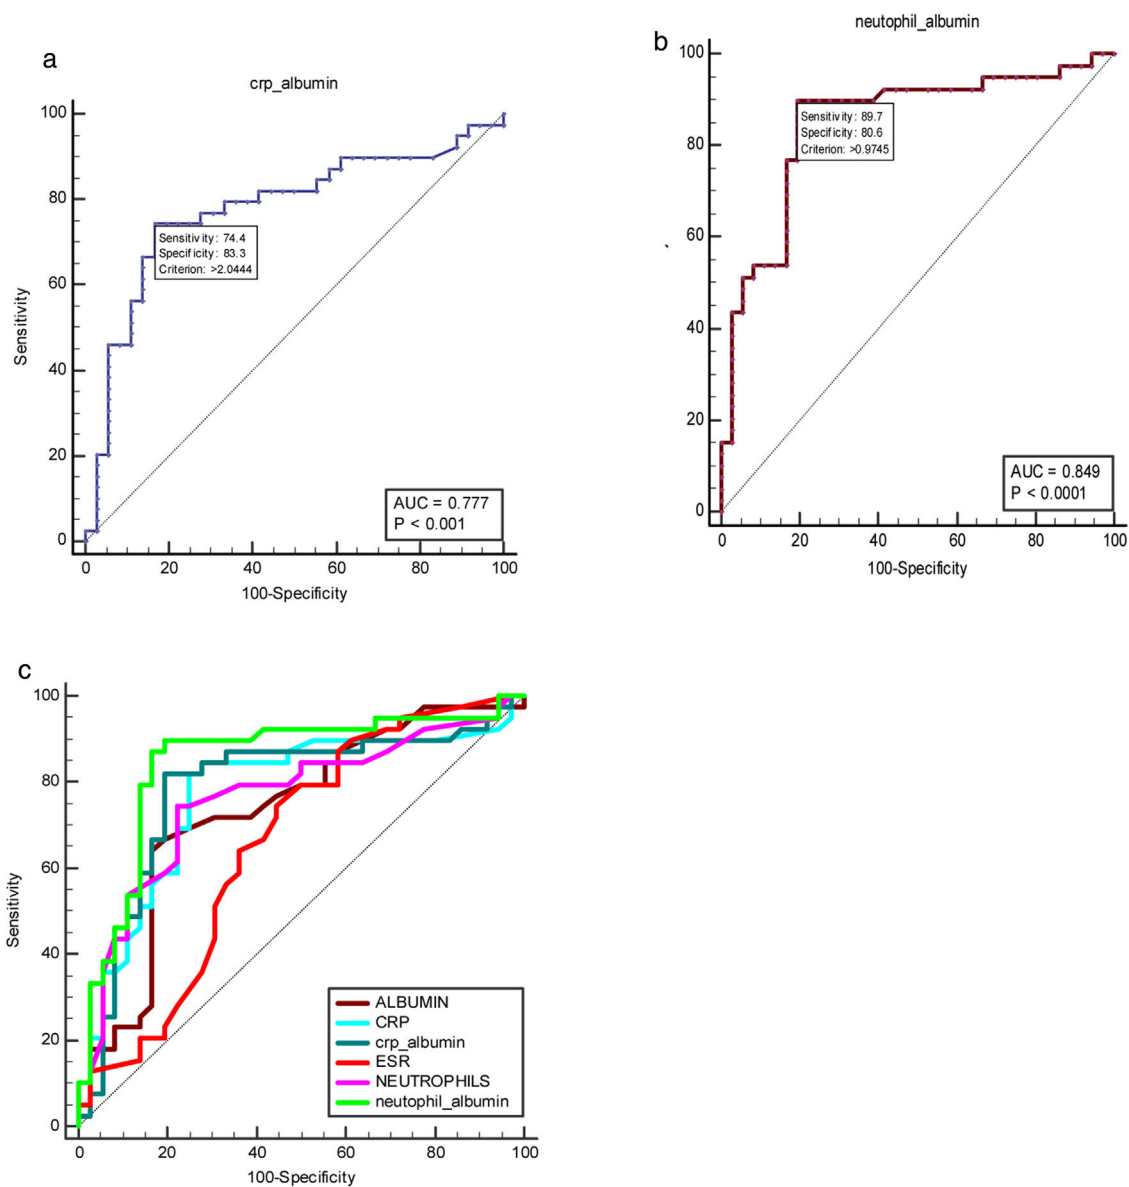 a
crp_albumin
100
80
60
40
20
0
Sensitivity
Sensitivity: 74.4
Specificity: 83.3
Criterion: >2.0444
AUC = 0.777
P < 0.001
0 20 40 60 80 100
100-Specificity
b
neutophil_albumin
100
80
60
40
20
0
Sensitivity: 89.7
Specificity: 80.6
Criterion: >0.9745
AUC = 0.849
P < 0.0001
0 20 40 60 80 100
100-Specificity
c
100
80
60
40
20
0
Sensitivity
ALBUMIN
CRP
crp_albumin
ESR
NEUTROPHILS
neutophil_albumin
0 20 40 60 80 100
100-Specificity